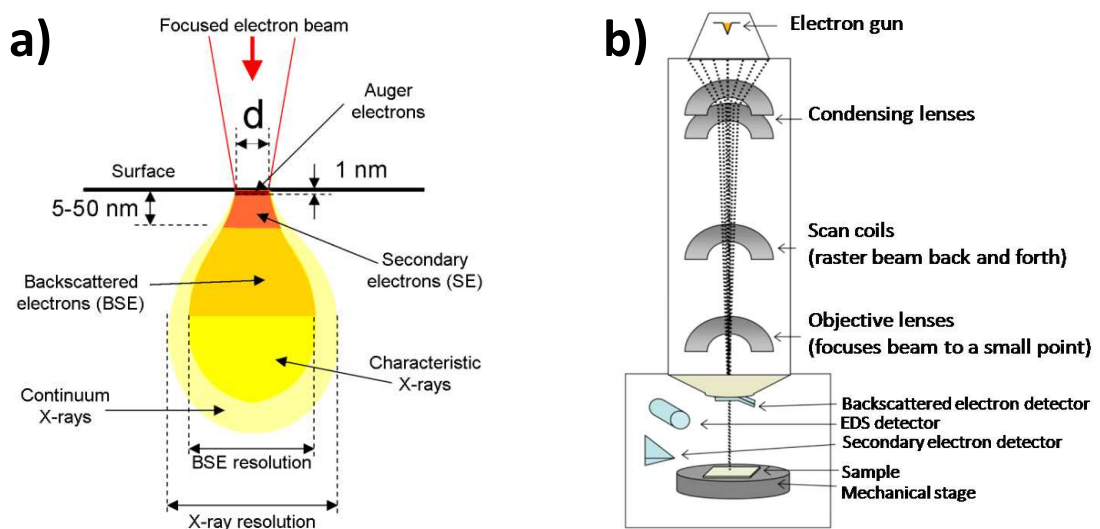 a)
Focused electron beam
Auger
electrons
d
1 nm
Surface
5-50 nm
Secondary
electrons (SE)
Backscattered
electrons (BSE)
Characteristic
X-rays
Continuum
X-rays
BSE resolution
X-ray resolution
b)
Electron gun
Condensing lenses
Scan coils
(raster beam back and forth)
Objective lenses
(focuses beam to a small point)
Backscattered electron detector
EDS detector
Secondary electron detector
Sample
Mechanical stage